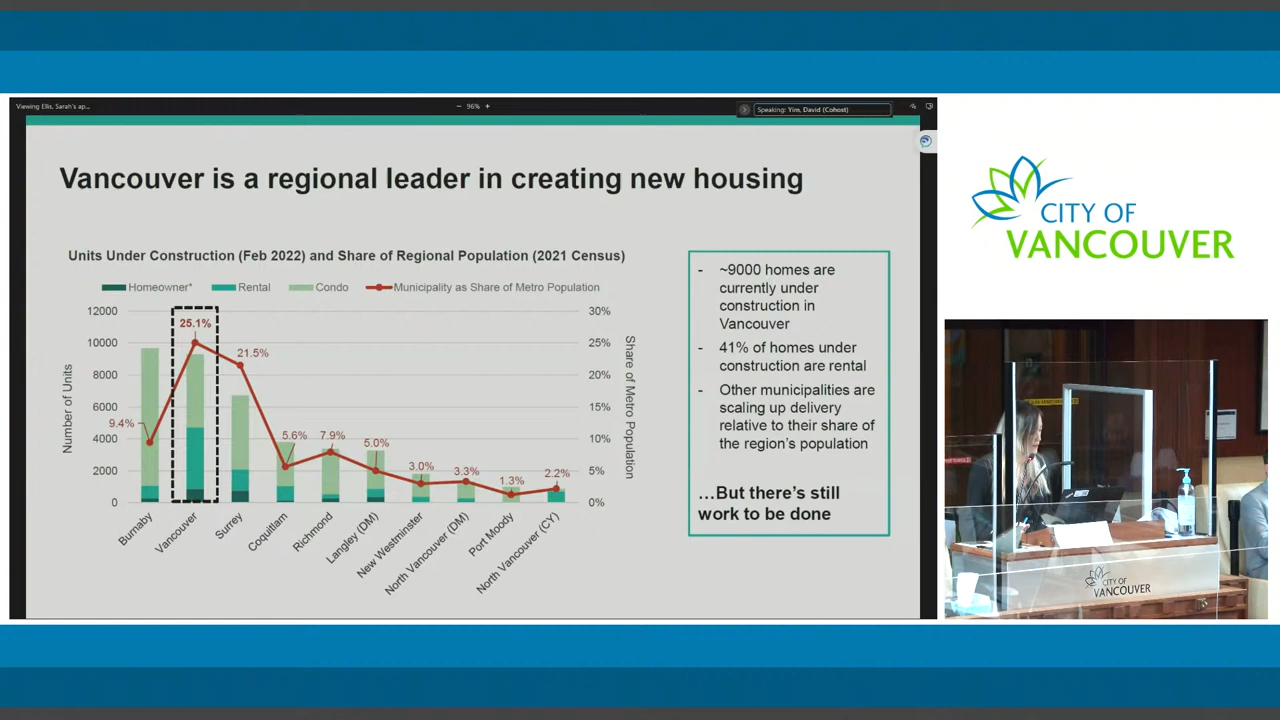 Viewing Ellis, Sarah's ap...
− 96% +
Speaking: Yim, David (Cohost)
Vancouver is a regional leader in creating new housing
Units Under Construction (Feb 2022) and Share of Regional Population (2021 Census)
Homeowner* Rental Condo Municipality as Share of Metro Population
Number of Units
12000
10000
8000
6000
4000
2000
0
9.4%
25.1%
21.5%
5.6%
7.9%
5.0%
3.0%
3.3%
1.3%
2.2%
30%
25%
20%
15%
10%
5%
0%
Share of Metro Population
Burnaby
Vancouver
Surrey
Coquitlam
Richmond
Langley (DM)
New Westminster
North Vancouver (DM)
Port Moody
North Vancouver (CY)
- ~9000 homes are
currently under
construction in
Vancouver
- 41% of homes under
construction are rental
- Other municipalities are
scaling up delivery
relative to their share of
the region's population
…But there's still
work to be done
CITY OF
VANCOUVER
CITY OF
VANCOUVER